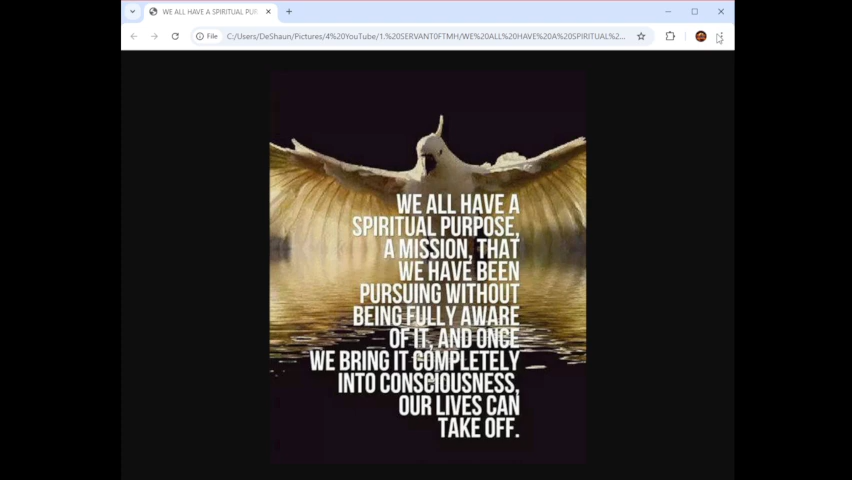 WE ALL HAVE A SPIRITUAL PUR
File
C:/Users/DeShaun/Pictures/4%20YouTube/1.%20SERVANT0FTMH/WE%20ALL%20HAVE%20A%20SPIRITUAL%2...
WE ALL HAVE A
SPIRITUAL PURPOSE,
A MISSION, THAT
WE HAVE BEEN
PURSUING WITHOUT
BEING FULLY AWARE
OF IT, AND ONCE
WE BRING IT COMPLETELY
INTO CONSCIOUSNESS,
OUR LIVES CAN
TAKE OFF.